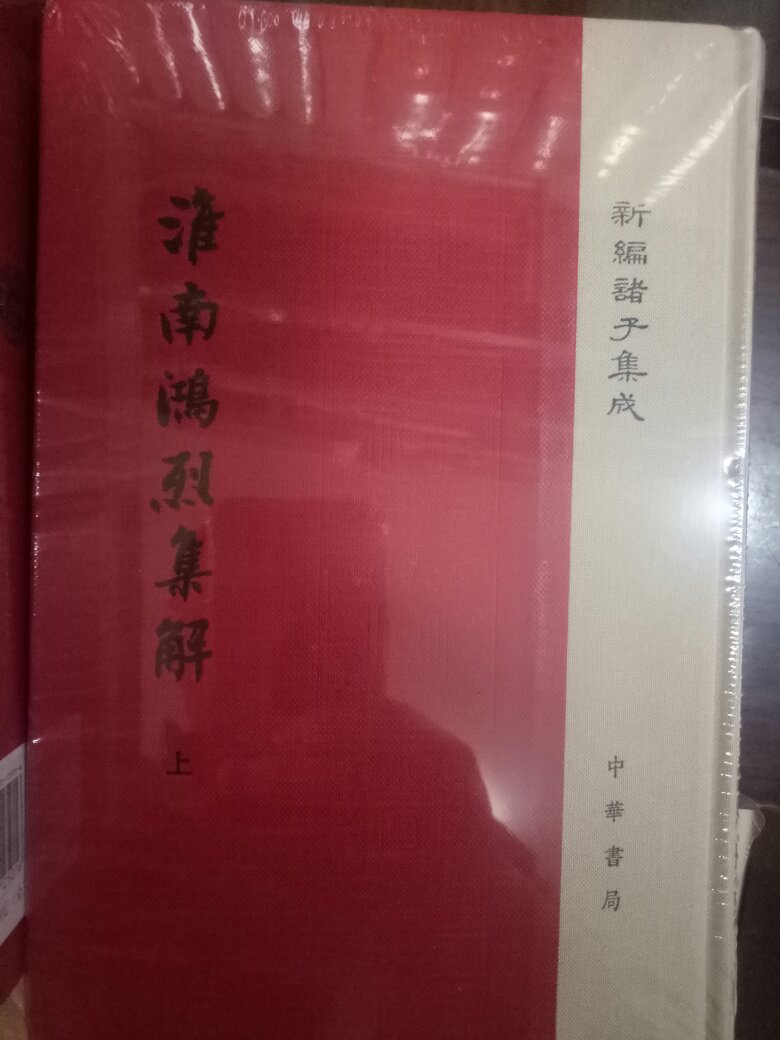 新編諸子集成
中華書局
淮南鴻烈集解
上